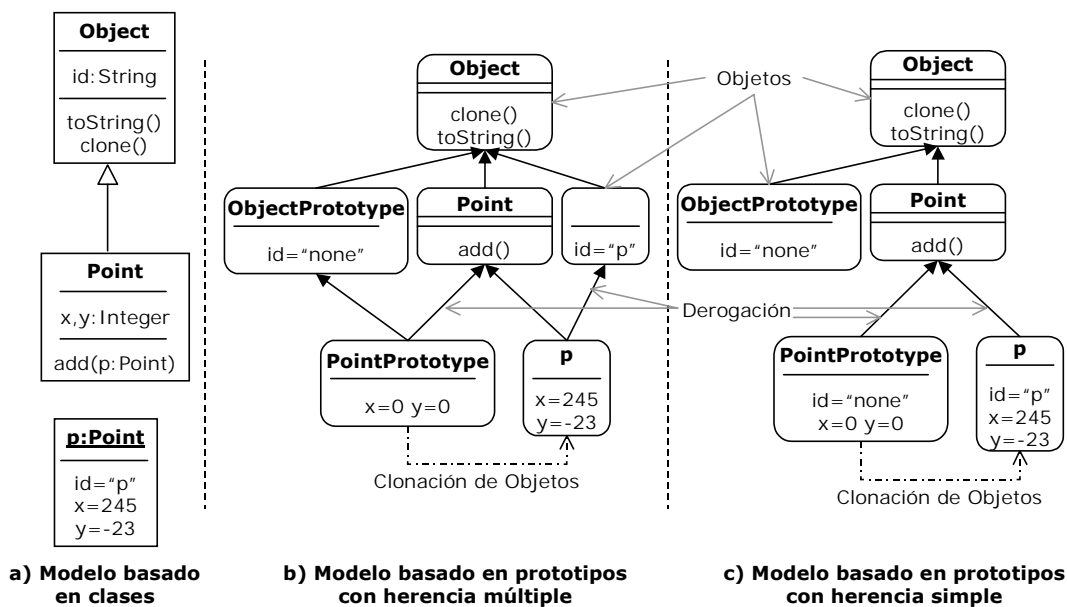 Object
id:String
toString()
clone()
Point
x,y:Integer
add(p:Point)
p:Point
id=“p”
x=245
y=-23
a) Modelo basado
en clases
Object
clone()
toString()
ObjectPrototype
id=“none”
Point
add()
id=“p”
PointPrototype
x=0 y=0
p
x=245
y=-23
Clonación de Objetos
b) Modelo basado en prototipos
con herencia múltiple
Objetos
Derogación
Object
clone()
toString()
ObjectPrototype
id=“none”
Point
add()
PointPrototype
id=“none”
x=0 y=0
p
id=“p”
x=245
y=-23
Clonación de Objetos
c) Modelo basado en prototipos
con herencia simple